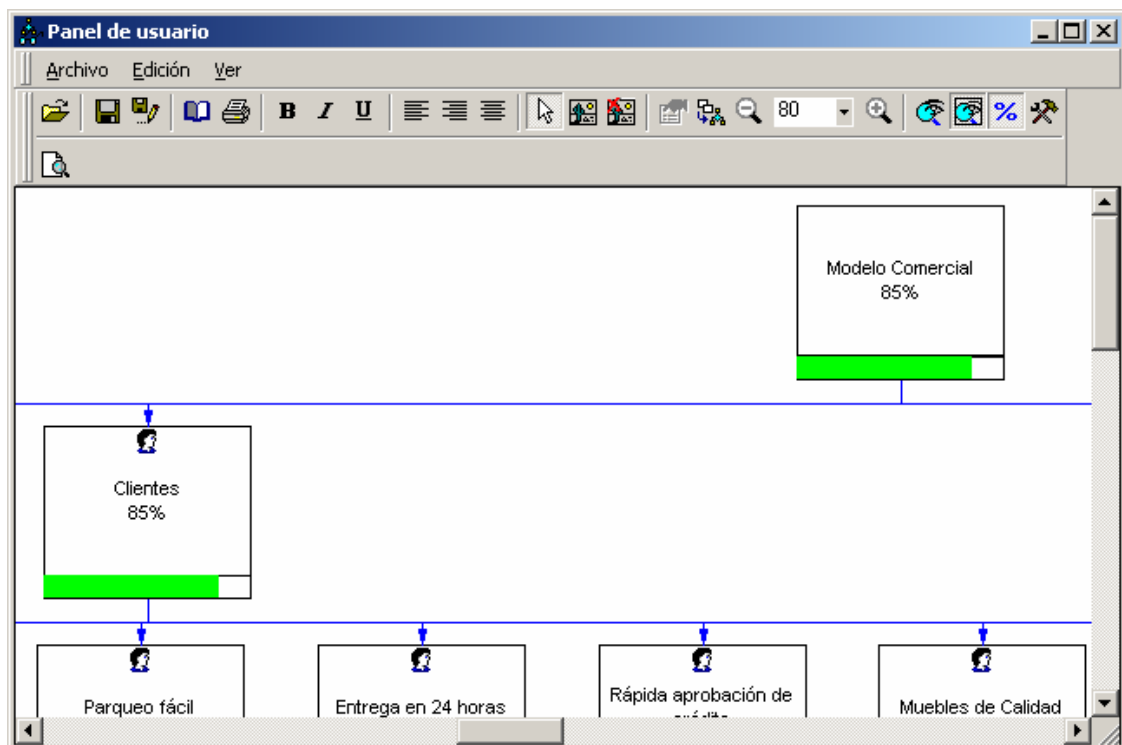 Panel de usuario
Archivo Edición Ver
B I U 80 %
Modelo Comercial
85%
Clientes
85%
Parqueo fácil Entrega en 24 horas Rápida aprobación de Muebles de Calidad